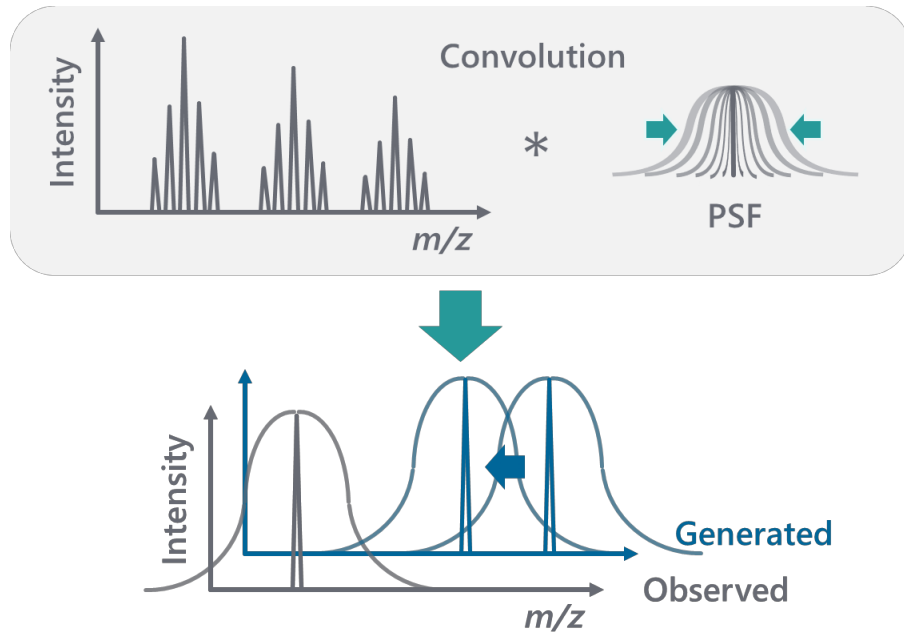 Convolution
Intensity
*
PSF
m/z
Intensity
Generated
Observed
m/z